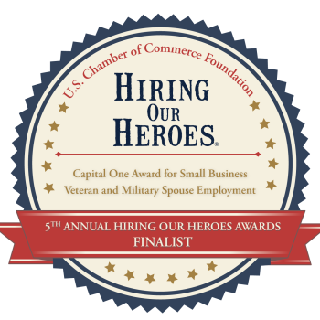 U.S. Chamber of Commerce Foundation
HIRING
OUR
HEROES®
Capital One Award for Small Business
Veteran and Military Spouse Employment
5TH ANNUAL HIRING OUR HEROES AWARDS
FINALIST